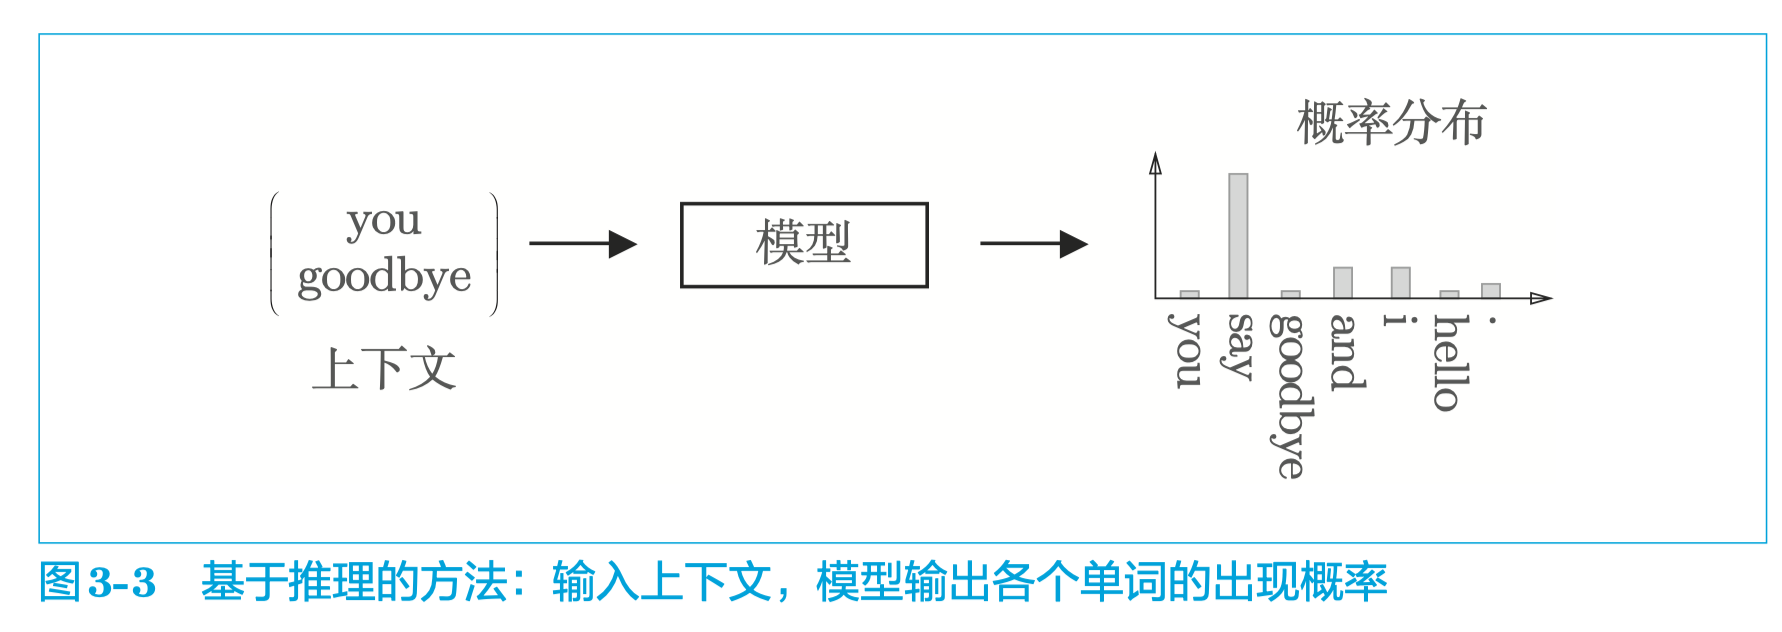 概率分布
you
goodbye
模型
上下文
you
say
goodbye
and
i
hello
.
图3-3 基于推理的方法：输入上下文，模型输出各个单词的出现概率